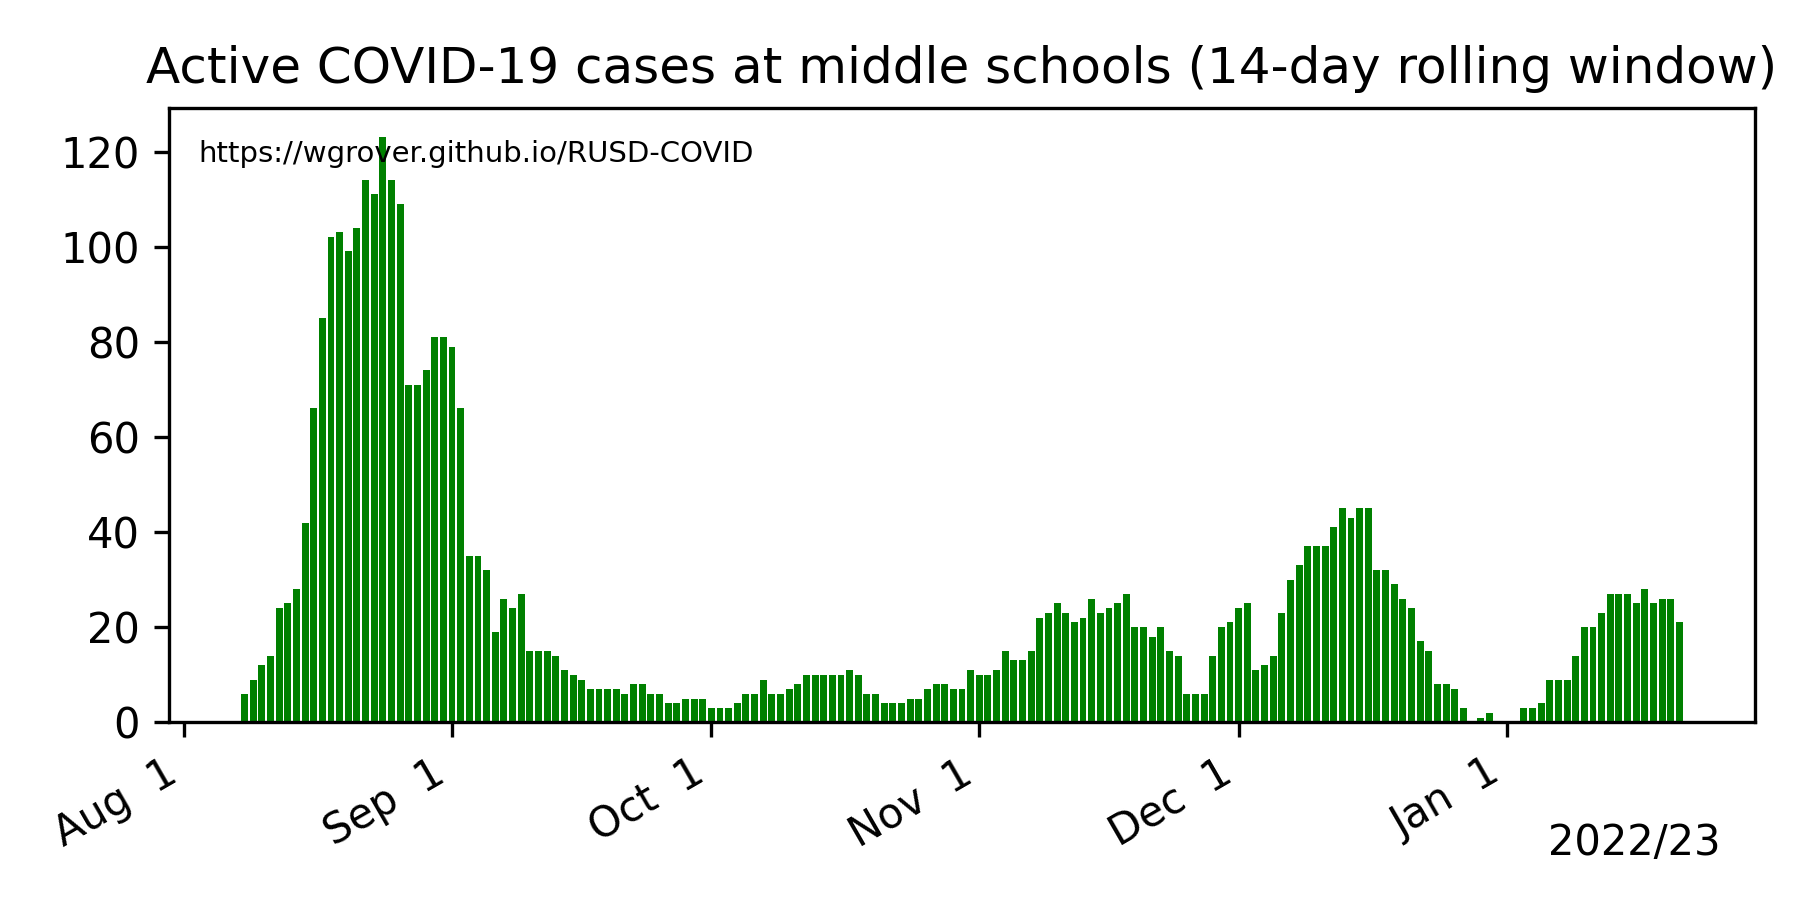 Active COVID-19 cases at middle schools (14-day rolling window)
https://wgrover.github.io/RUSD-COVID
120
100
80
60
40
20
0
Aug 1
Sep 1
Oct 1
Nov 1
Dec 1
Jan 1
2022/23